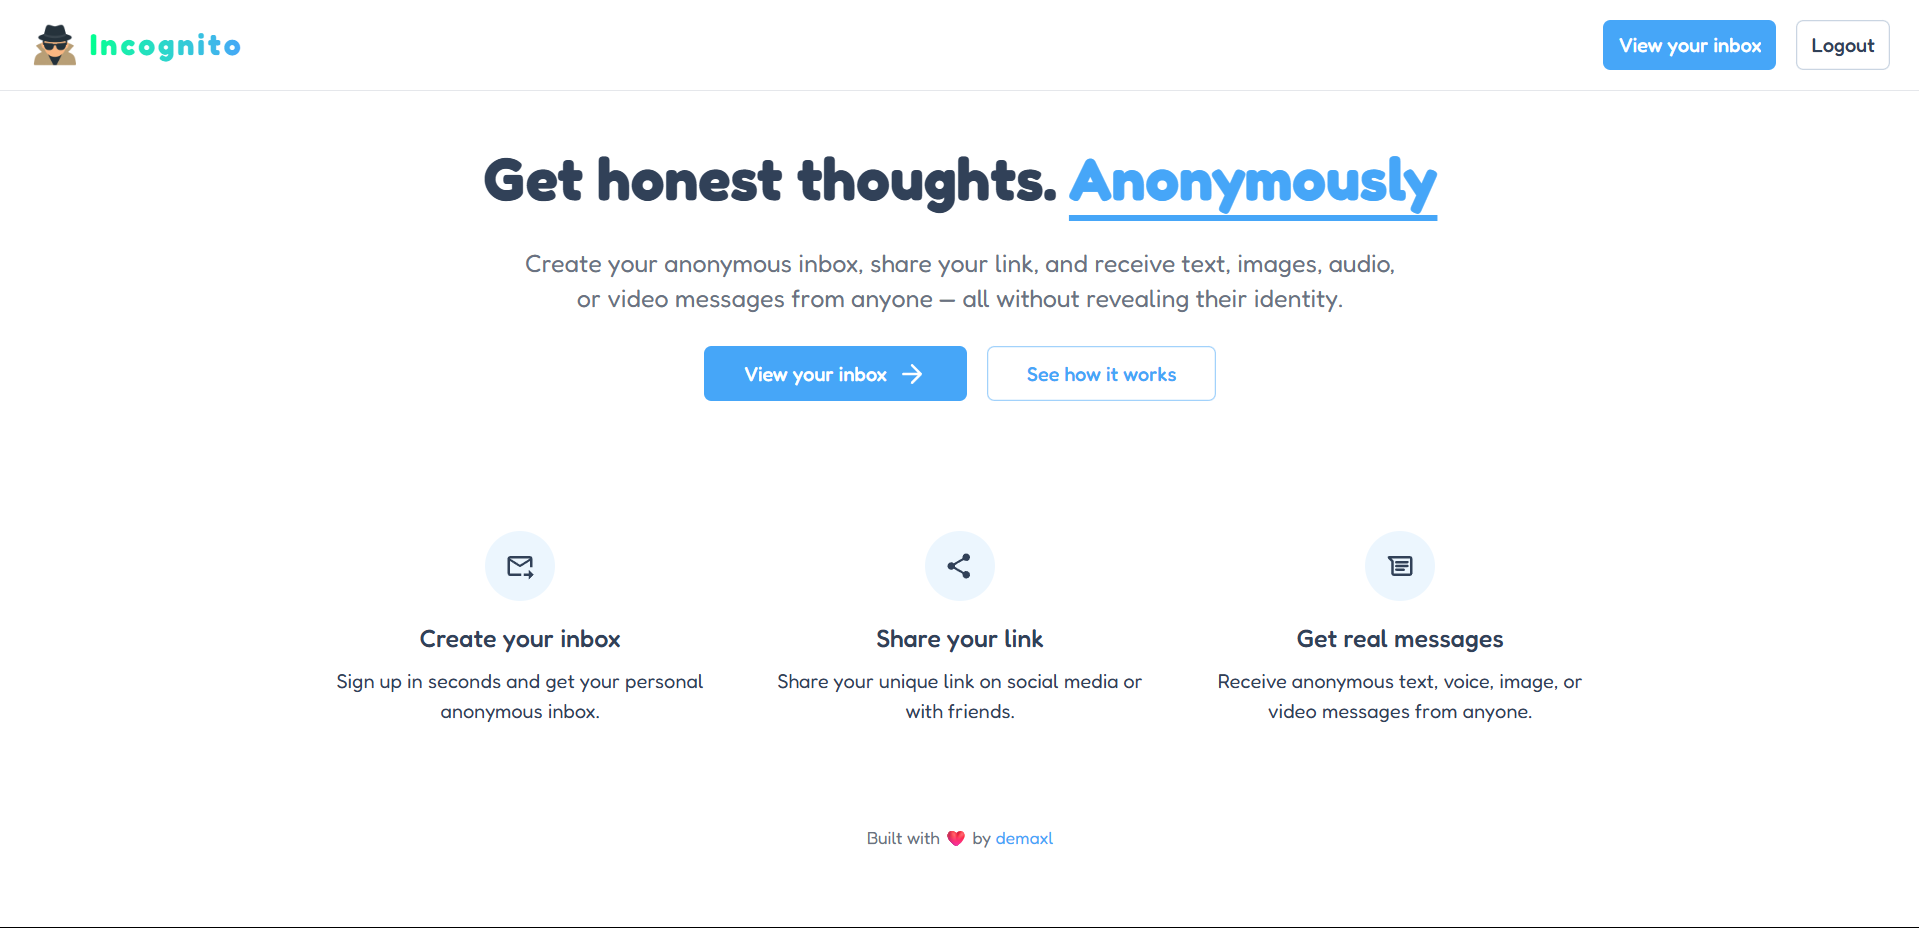 Incognito
View your inbox
Logout
Get honest thoughts. Anonymously
Create your anonymous inbox, share your link, and receive text, images, audio,
or video messages from anyone — all without revealing their identity.
View your inbox
See how it works
Create your inbox
Sign up in seconds and get your personal
anonymous inbox.
Share your link
Share your unique link on social media or
with friends.
Get real messages
Receive anonymous text, voice, image, or
video messages from anyone.
Built with ❤️ by demaxl